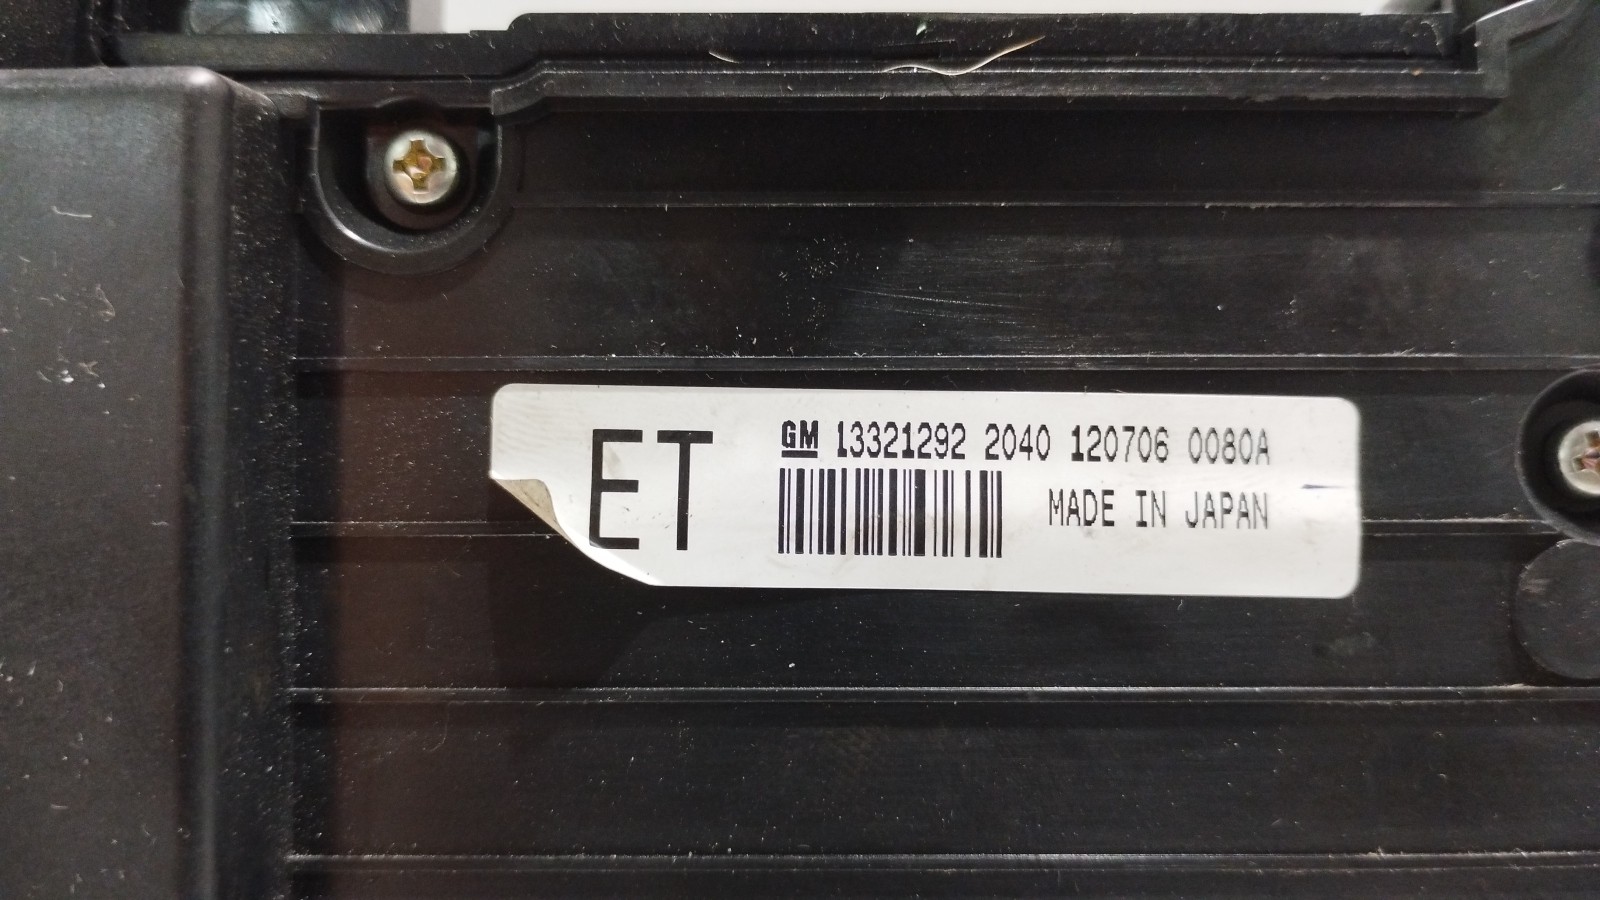 ET
GM 13321292 2040 120706 0080A
MADE IN JAPAN